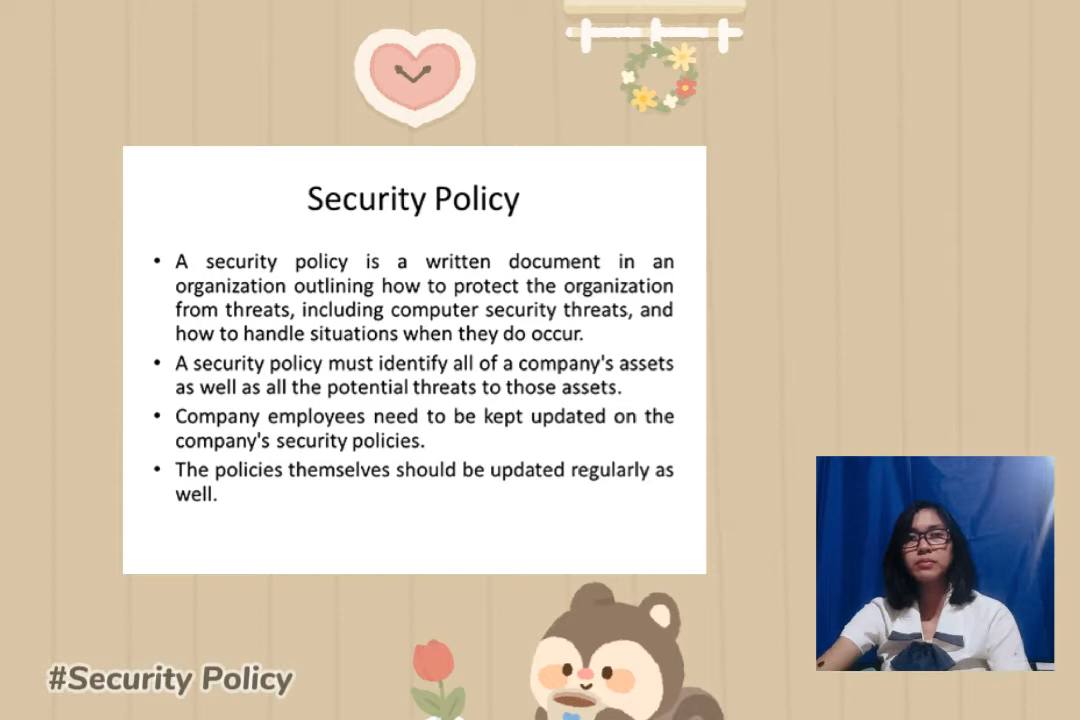 Security Policy
• A security policy is a written document in an
organization outlining how to protect the organization
from threats, including computer security threats, and
how to handle situations when they do occur.
• A security policy must identify all of a company's assets
as well as all the potential threats to those assets.
• Company employees need to be kept updated on the
company's security policies.
• The policies themselves should be updated regularly as
well.
#Security Policy